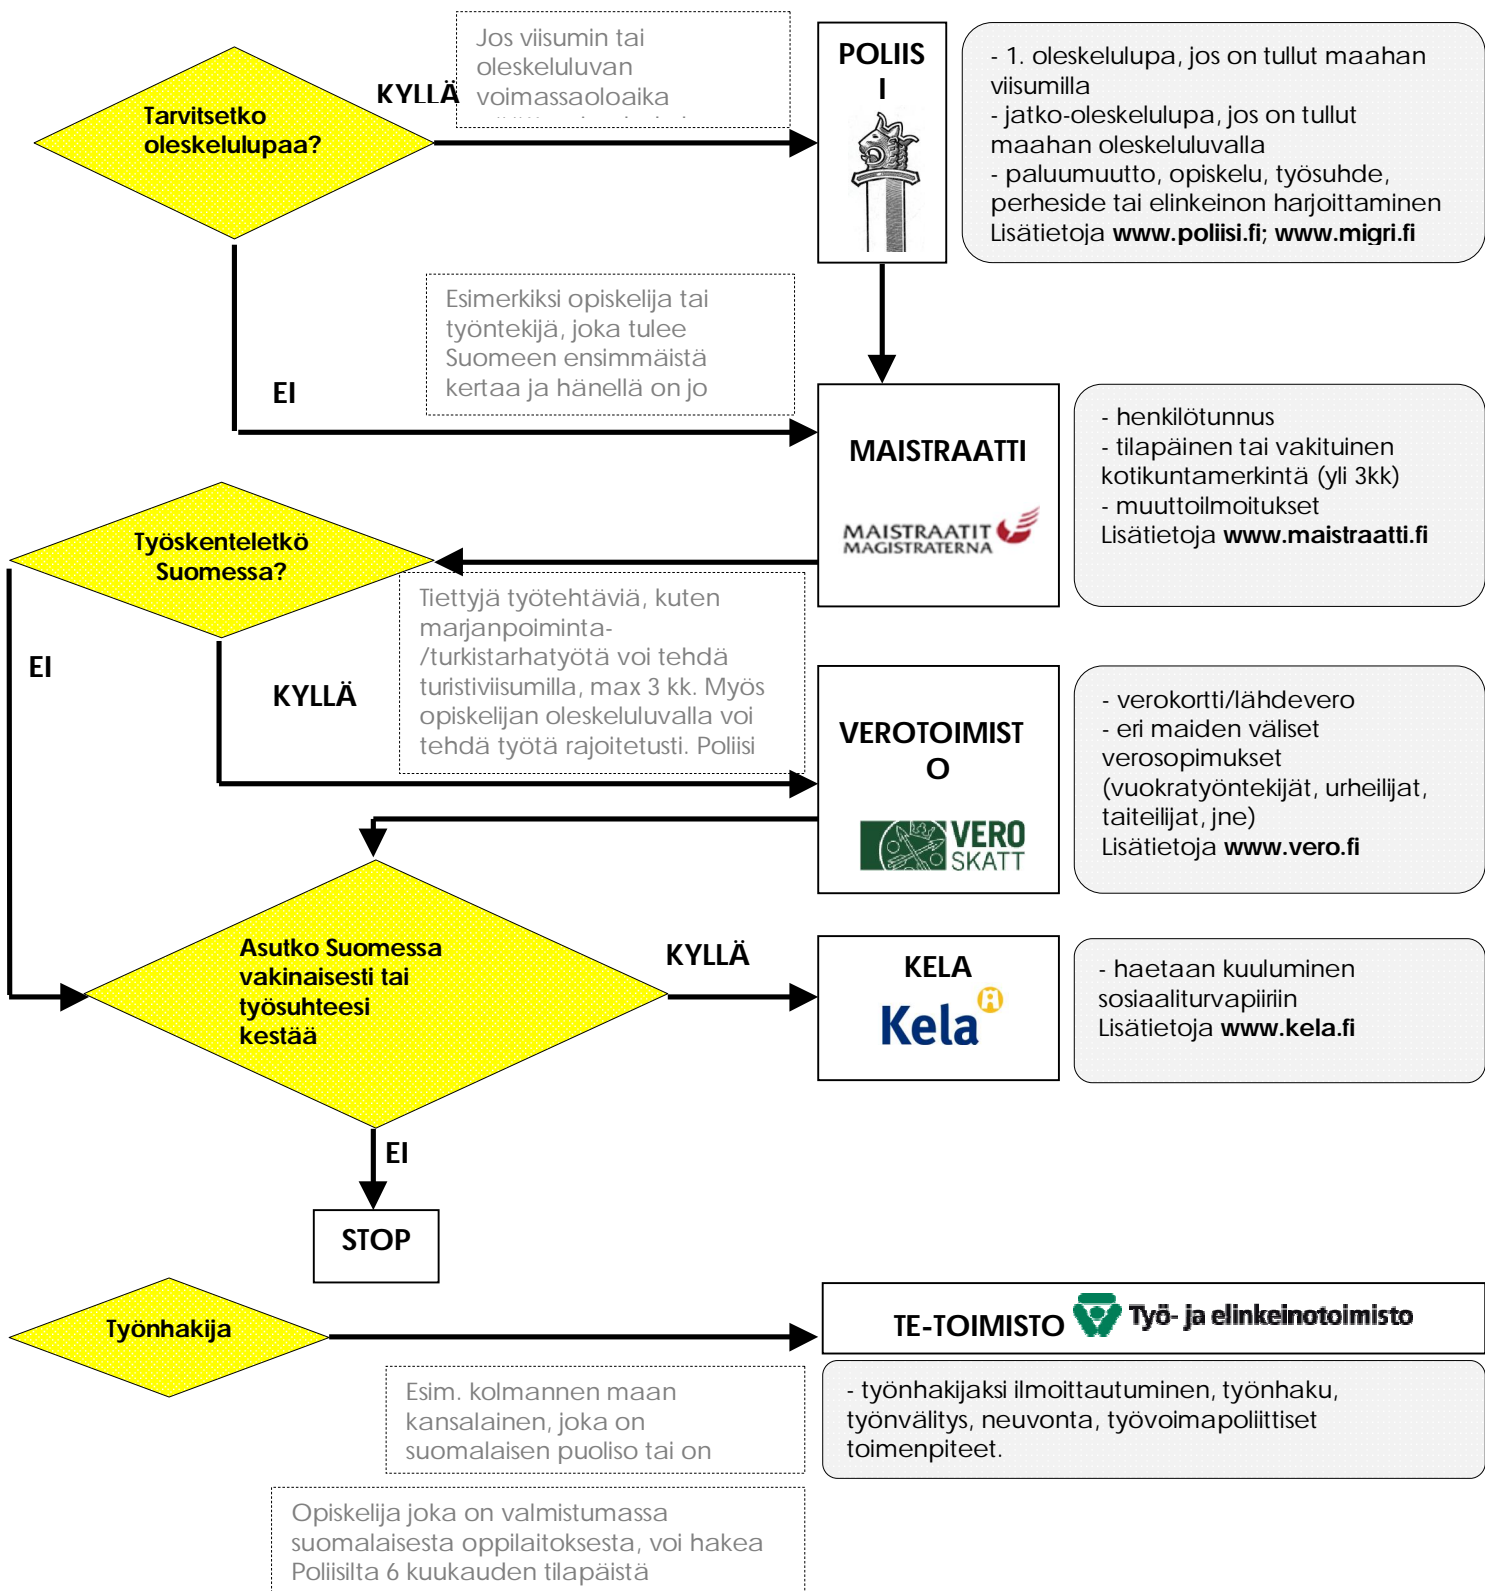 Jos viisumin tai
oleskeluluvan
voimassaoloaika
KYLLÄ
Tarvitsetko
oleskelulupaa?
POLIIS
I
- 1. oleskelulupa, jos on tullut maahan
viisumilla
- jatko-oleskelulupa, jos on tullut
maahan oleskeluluvalla
- paluumuutto, opiskelu, työsuhde,
perheside tai elinkeinon harjoittaminen
Lisätietoja www.poliisi.fi; www.migri.fi
Esimerkiksi opiskelija tai
työntekijä, joka tulee
Suomeen ensimmäistä
kertaa ja hänellä on jo
EI
MAISTRAATTI
MAISTRAATIT
MAGISTRATERNA
- henkilötunnus
- tilapäinen tai vakituinen
kotikuntamerkintä (yli 3kk)
- muuttoilmoitukset
Lisätietoja www.maistraatti.fi
Työskenteletkö
Suomessa?
Tiettyjä työtehtäviä, kuten
marjanpoiminta-
/turkistarhatyötä voi tehdä
turistiviisumilla, max 3 kk. Myös
opiskelijan oleskeluluvalla voi
tehdä työtä rajoitetusti. Poliisi
EI
KYLLÄ
VEROTOIMIST
O
VERO
SKATT
- verokortti/lähdevero
- eri maiden väliset
verosopimukset
(vuokratyöntekijät, urheilijat,
taiteilijat, jne)
Lisätietoja www.vero.fi
Asutko Suomessa
vakinaisesti tai
työsuhteesi
kestää
KYLLÄ
KELA
Kela
- haetaan kuuluminen
sosiaaliturvapiiriin
Lisätietoja www.kela.fi
EI
STOP
Työnhakija
TE-TOIMISTO Työ- ja elinkeinotoimisto
Esim. kolmannen maan
kansalainen, joka on
suomalaisen puoliso tai on
- työnhakijaksi ilmoittautuminen, työnhaku,
työnvälitys, neuvonta, työvoimapoliittiset
toimenpiteet.
Opiskelija joka on valmistumassa
suomalaisesta oppilaitoksesta, voi hakea
Poliisilta 6 kuukauden tilapäistä